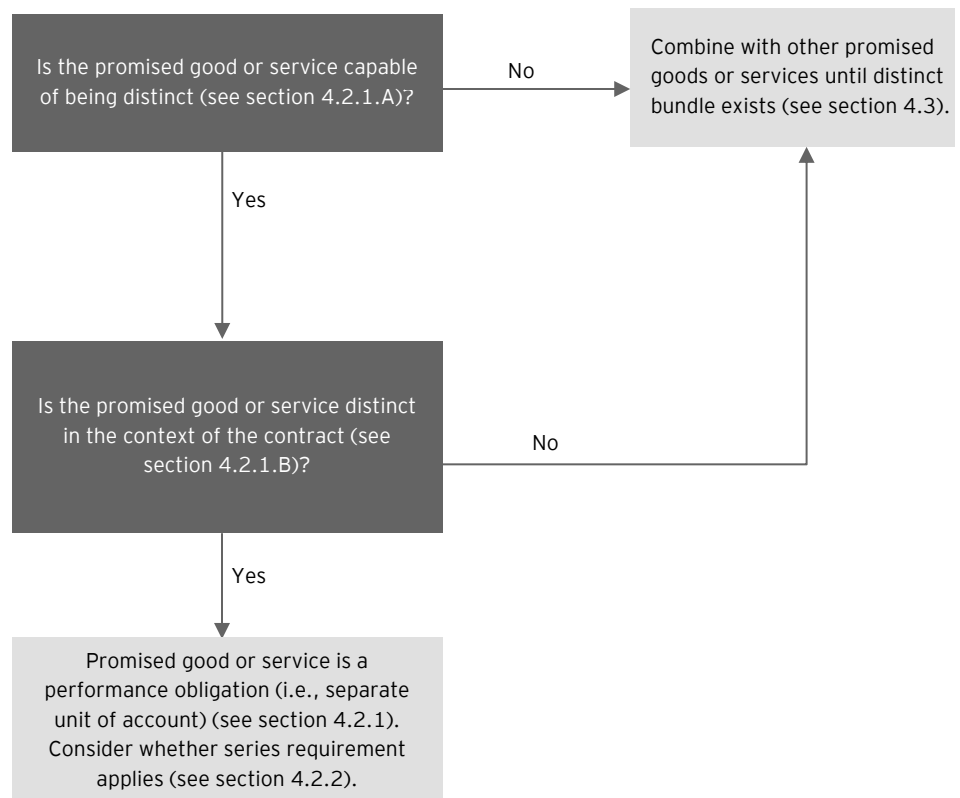 Is the promised good or service capable
of being distinct (see section 4.2.1.A)?
No
Combine with other promised
goods or services until distinct
bundle exists (see section 4.3).
Yes
Is the promised good or service distinct
in the context of the contract (see
section 4.2.1.B)?
No
Yes
Promised good or service is a
performance obligation (i.e., separate
unit of account) (see section 4.2.1).
Consider whether series requirement
applies (see section 4.2.2).